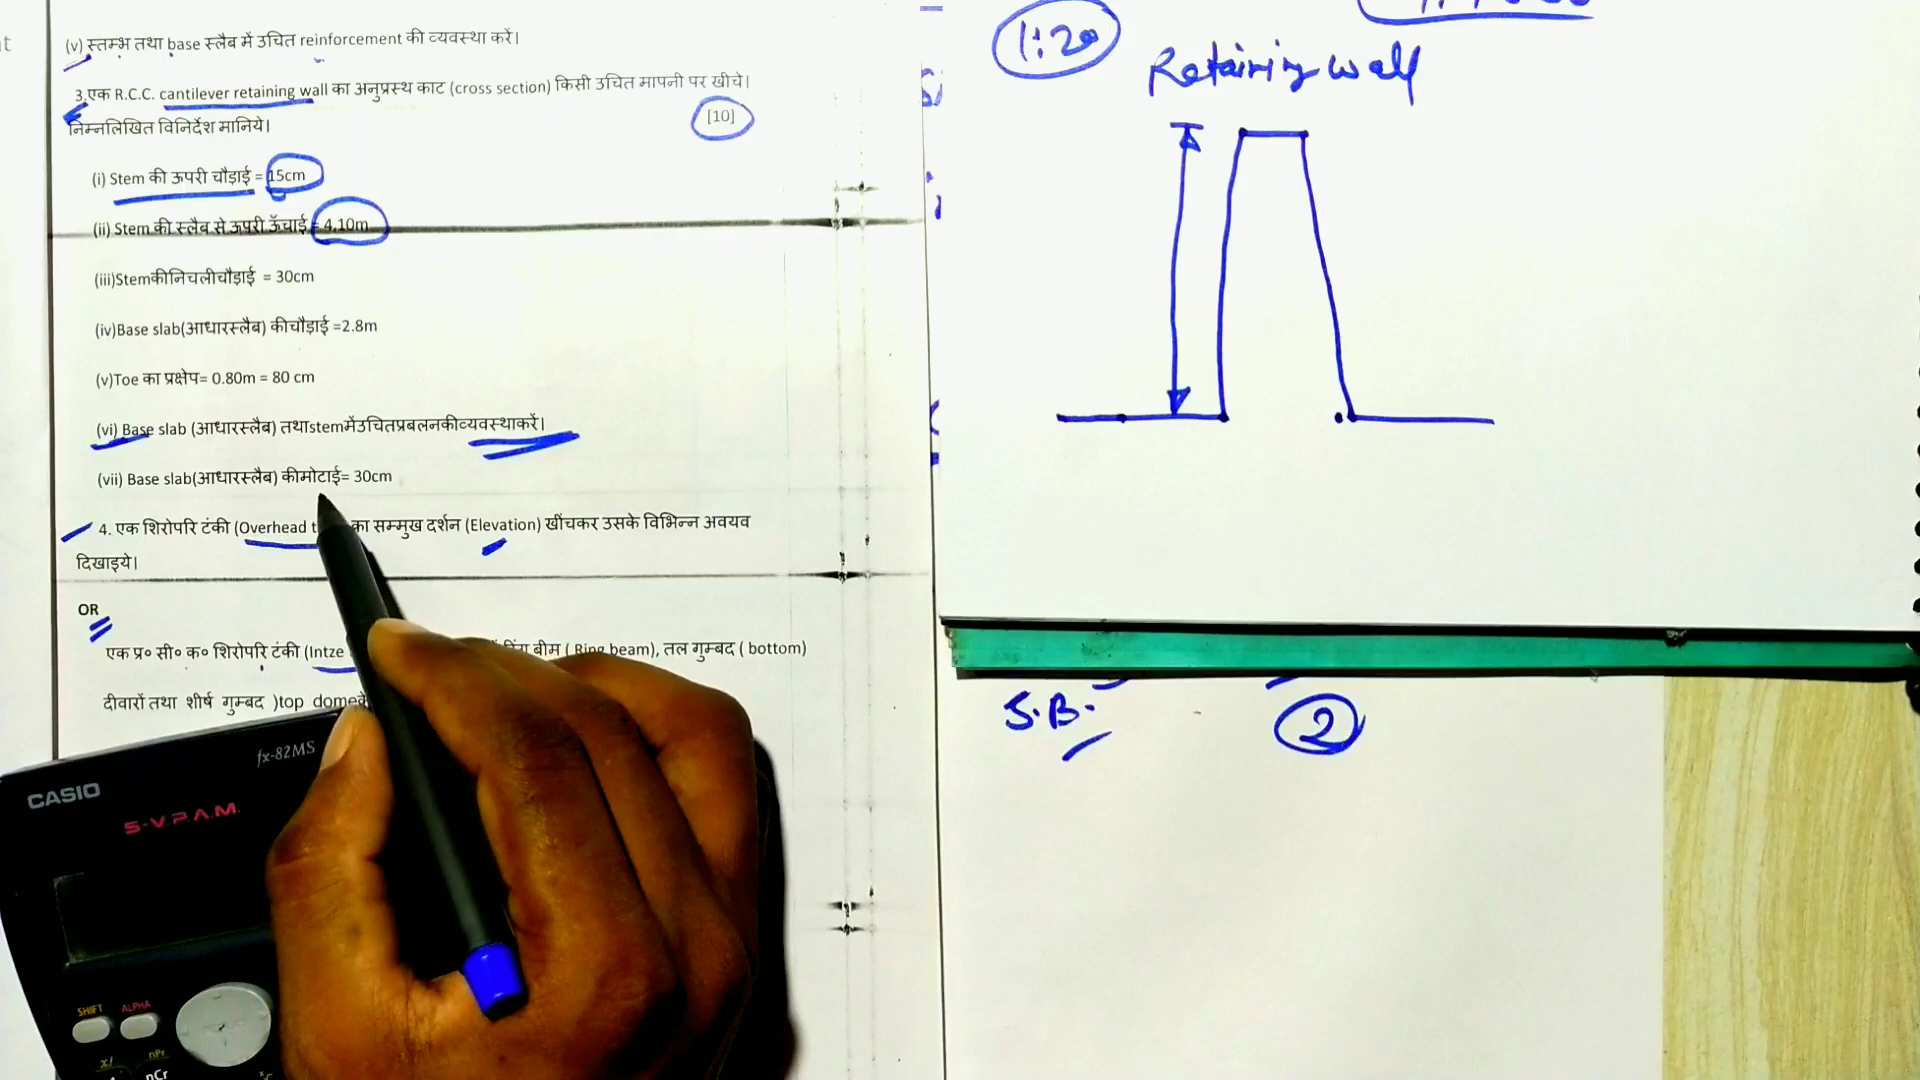 (v) स्तम्भ तथा base स्लैब में उचित reinforcement की व्यवस्था करें।
3.एक R.C.C. cantilever retaining wall का अनुप्रस्थ काट (cross section) किसी उचित मापनी पर खीचे।
[10]
निम्नलिखित विनिर्देश मानिये।
(i) Stem की ऊपरी चौड़ाई = 15cm
(ii) Stem की स्लैब से ऊपरी ऊँचाई = 4.10m
(iii)Stemकीनिचलीचौड़ाई = 30cm
(iv)Base slab(आधारस्लैब) कीचौड़ाई =2.8m
(v)Toe का प्रक्षेप= 0.80m = 80 cm
(vi) Base slab (आधारस्लैब) तथाstemमेंउचितप्रबलनकीव्यवस्थाकरें।
(vii) Base slab(आधारस्लैब) कीमोटाई= 30cm
4. एक शिरोपरि टंकी (Overhead का सम्मुख दर्शन (Elevation) खींचकर उसके विभिन्न अवयव
दिखाइये।
OR
एक प्र० सी० क० शिरोपरि टंकी (Intze बीम ( Ring beam), तल गुम्बद ( bottom)
दीवारों तथा शीर्ष गुम्बद )top dome
CASIO
fx-82MS
S-V.P.A.M.
SHIFT
ALPHA
nPr
nCr
1:20
Retaining wall
S.B.
2